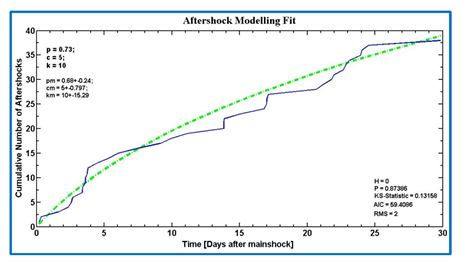 Aftershock Modelling Fit
40
35
30
25
20
15
10
5
0
p = 0.73;
c = 5;
k = 10
pm = 0.68+-0.24;
cm = 5+-0.797;
km = 10+-15.29
H = 0
P = 0.87386
KS-Statistic = 0.13158
AIC = 59.4086
RMS = 2
Cumulative Number of Aftershocks
0 5 10 15 20 25 30
Time [Days after mainshock]